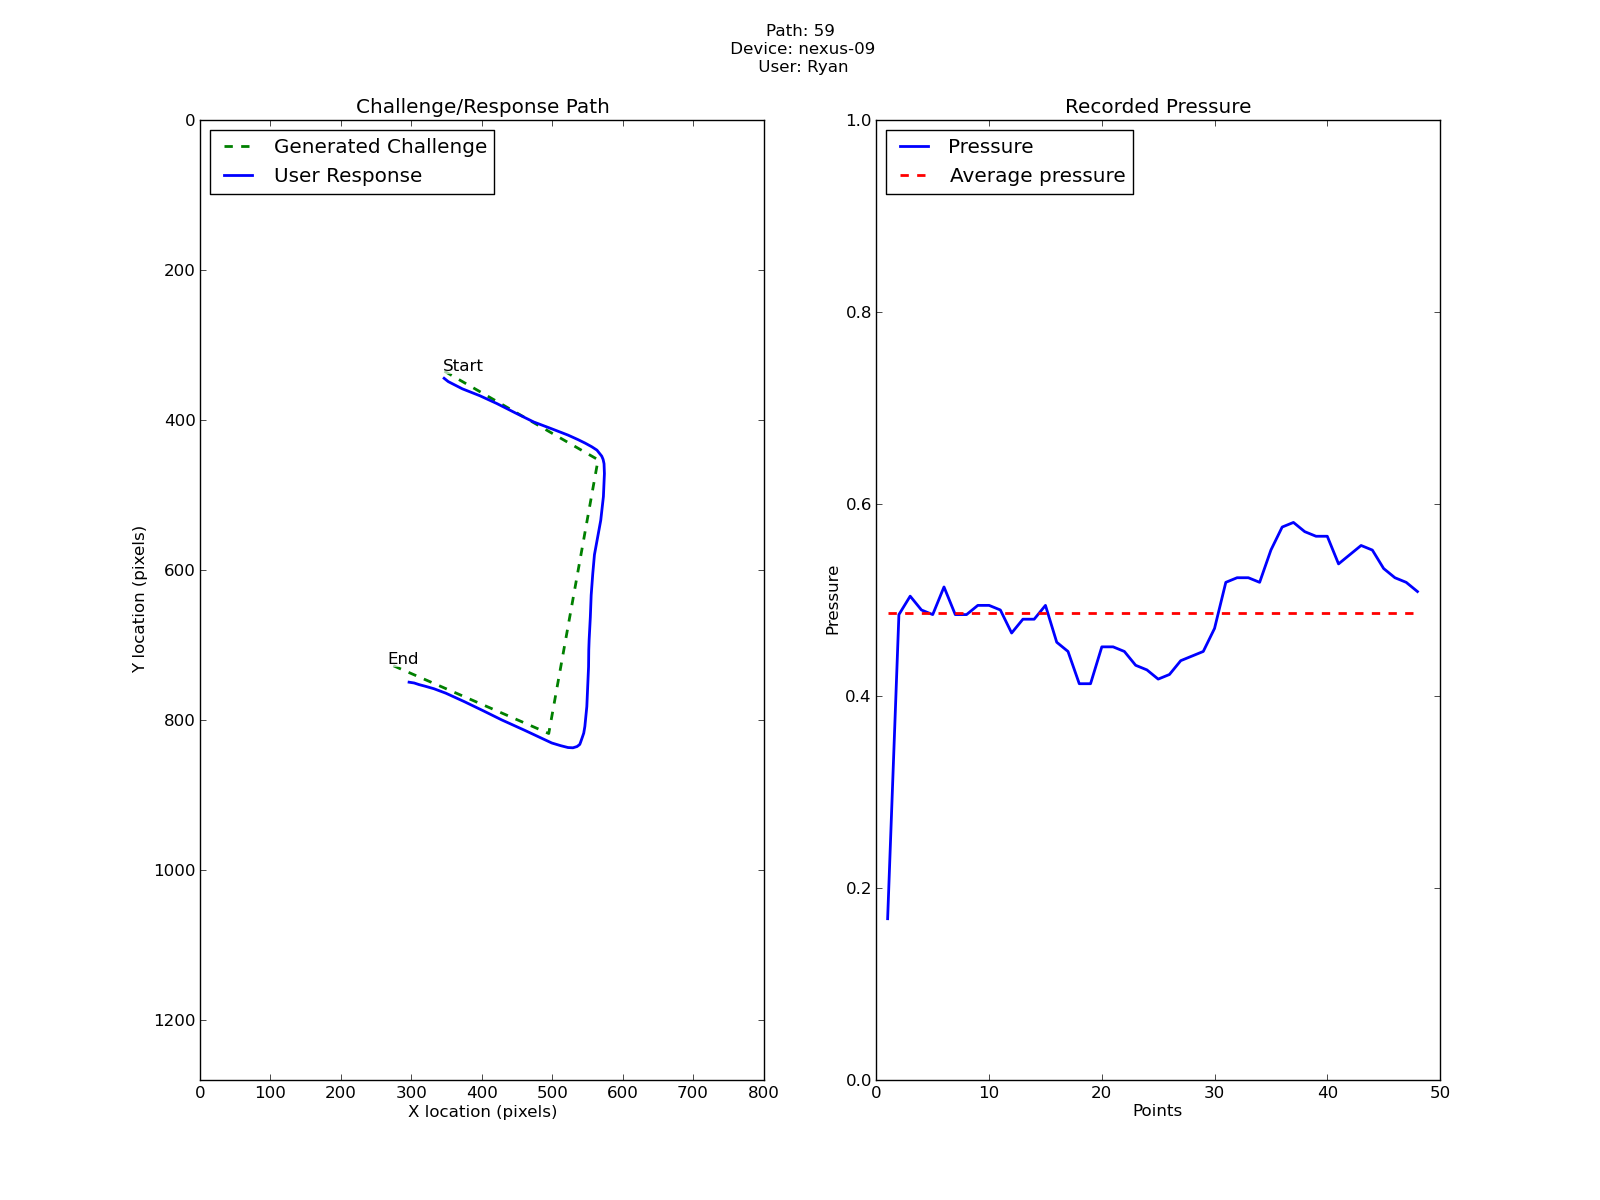 Path: 59
Device: nexus-09
User: Ryan
Challenge/Response Path
Generated Challenge
User Response
Start
End
0
200
400
600
800
1000
1200
Y location (pixels)
0 100 200 300 400 500 600 700 800
X location (pixels)
Recorded Pressure
Pressure
Average pressure
1.0
0.8
0.6
0.4
0.2
0.0
Pressure
0 10 20 30 40 50
Points